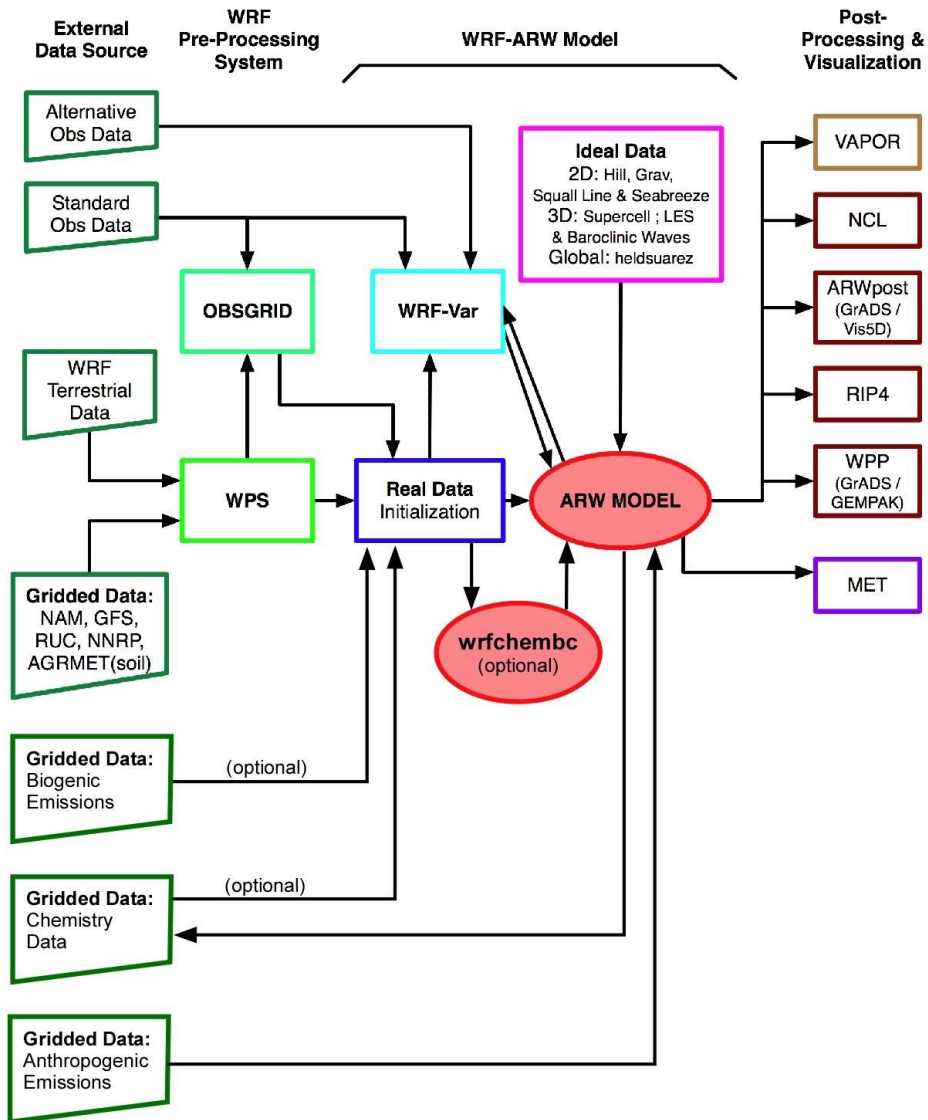 External
Data Source
WRF
Pre-Processing
System
WRF-ARW Model
Post-
Processing &
Visualization
Alternative
Obs Data
Standard
Obs Data
WRF
Terrestrial
Data
Gridded Data:
NAM, GFS,
RUC, NNRP,
AGRMET(soil)
Gridded Data:
Biogenic
Emissions
Gridded Data:
Chemistry
Data
Gridded Data:
Anthropogenic
Emissions
OBSGRID
WPS
(optional)
(optional)
WRF-Var
Real Data
Initialization
Ideal Data
2D: Hill, Grav,
Squall Line & Seabreeze
3D: Supercell ; LES
& Baroclinic Waves
Global: heldsuarez
ARW MODEL
wrfchembc
(optional)
VAPOR
NCL
ARWpost
(GrADS /
Vis5D)
RIP4
WPP
(GrADS /
GEMPAK)
MET